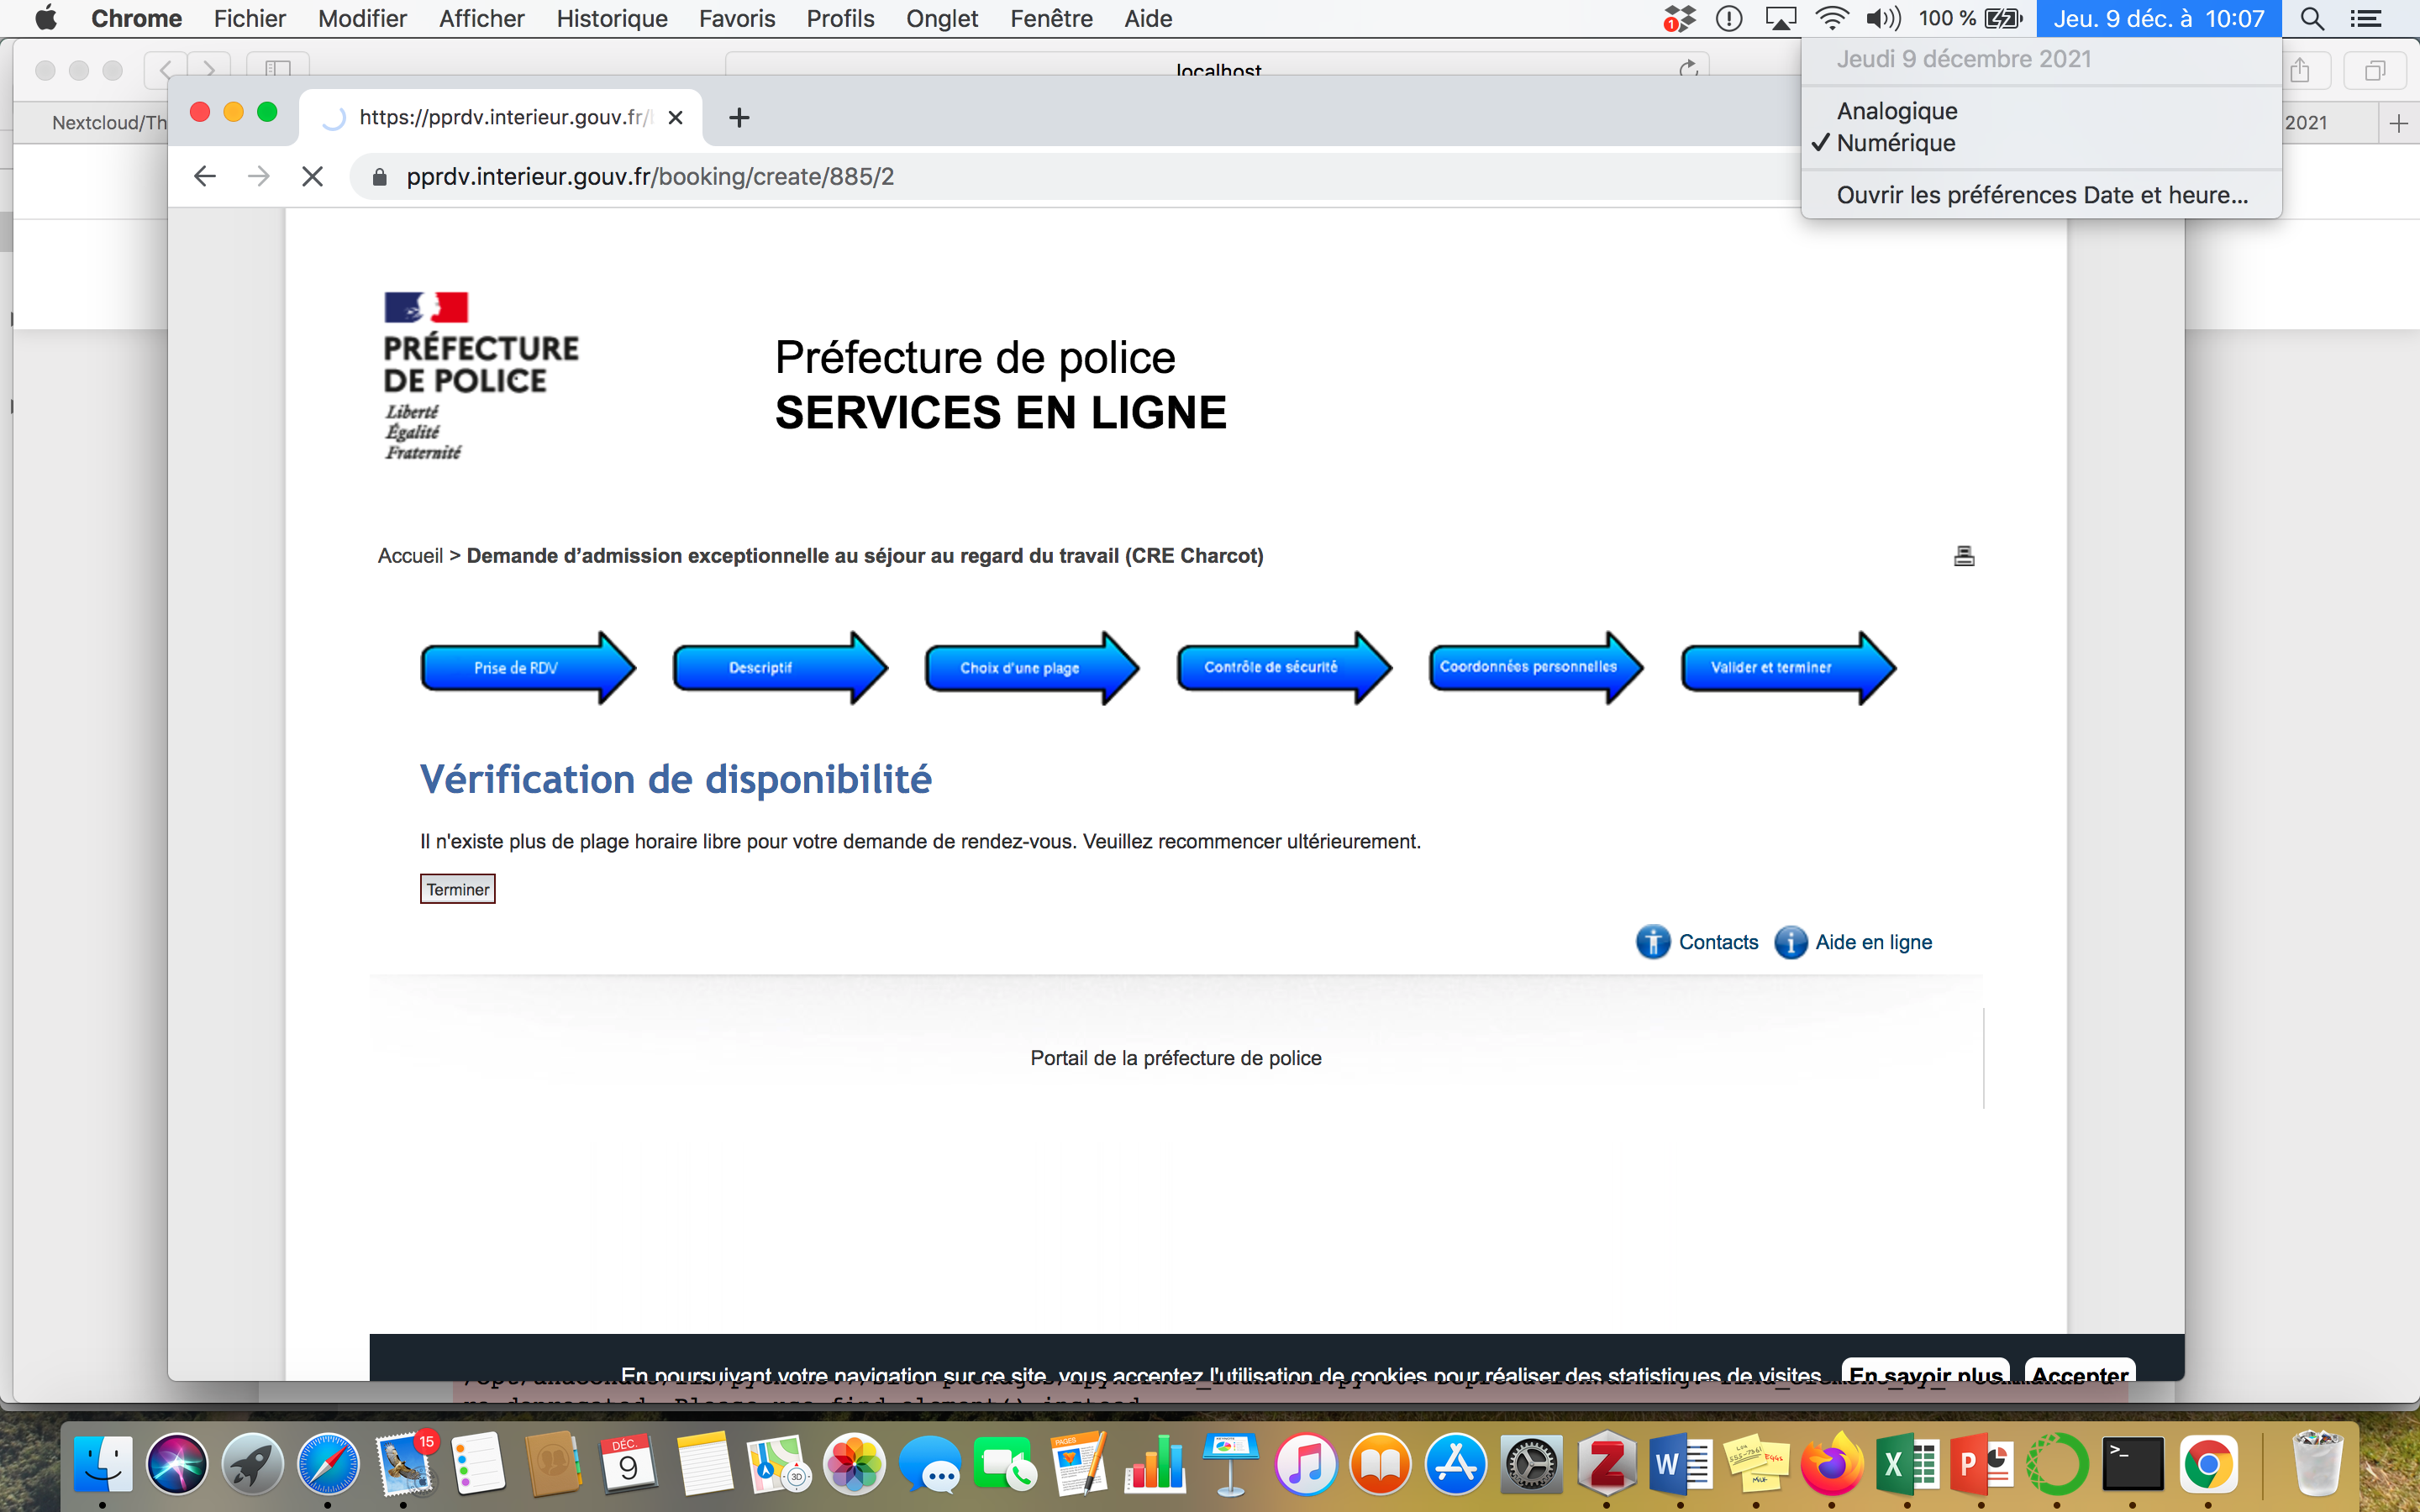 Chrome Fichier Modifier Afficher Historique Favoris Profils Onglet Fenêtre Aide 1 100 % Jeu. 9 déc. à 10:07
Jeudi 9 décembre 2021
Analogique
✓ Numérique
Ouvrir les préférences Date et heure...
localhost
Nextcloud/Th
2021
https://pprdv.interieur.gouv.fr/
pprdv.interieur.gouv.fr/booking/create/885/2
PRÉFECTURE
DE POLICE
Liberté
Égalité
Fraternité
Préfecture de police
SERVICES EN LIGNE
Accueil > Demande d’admission exceptionnelle au séjour au regard du travail (CRE Charcot)
Prise de RDV
Descriptif
Choix d'une plage
Contrôle de sécurité
Coordonnées personnelles
Valider et terminer
Vérification de disponibilité
Il n'existe plus de plage horaire libre pour votre demande de rendez-vous. Veuillez recommencer ultérieurement.
Terminer
Contacts
Aide en ligne
Portail de la préfecture de police
En poursuivant votre navigation sur ce site, vous acceptez l'utilisation de cookies pour réaliser des statistiques de visites
En savoir plus
Accepter
15
DÉC.
9
3D
PAGES
Z
W
X
P
>_